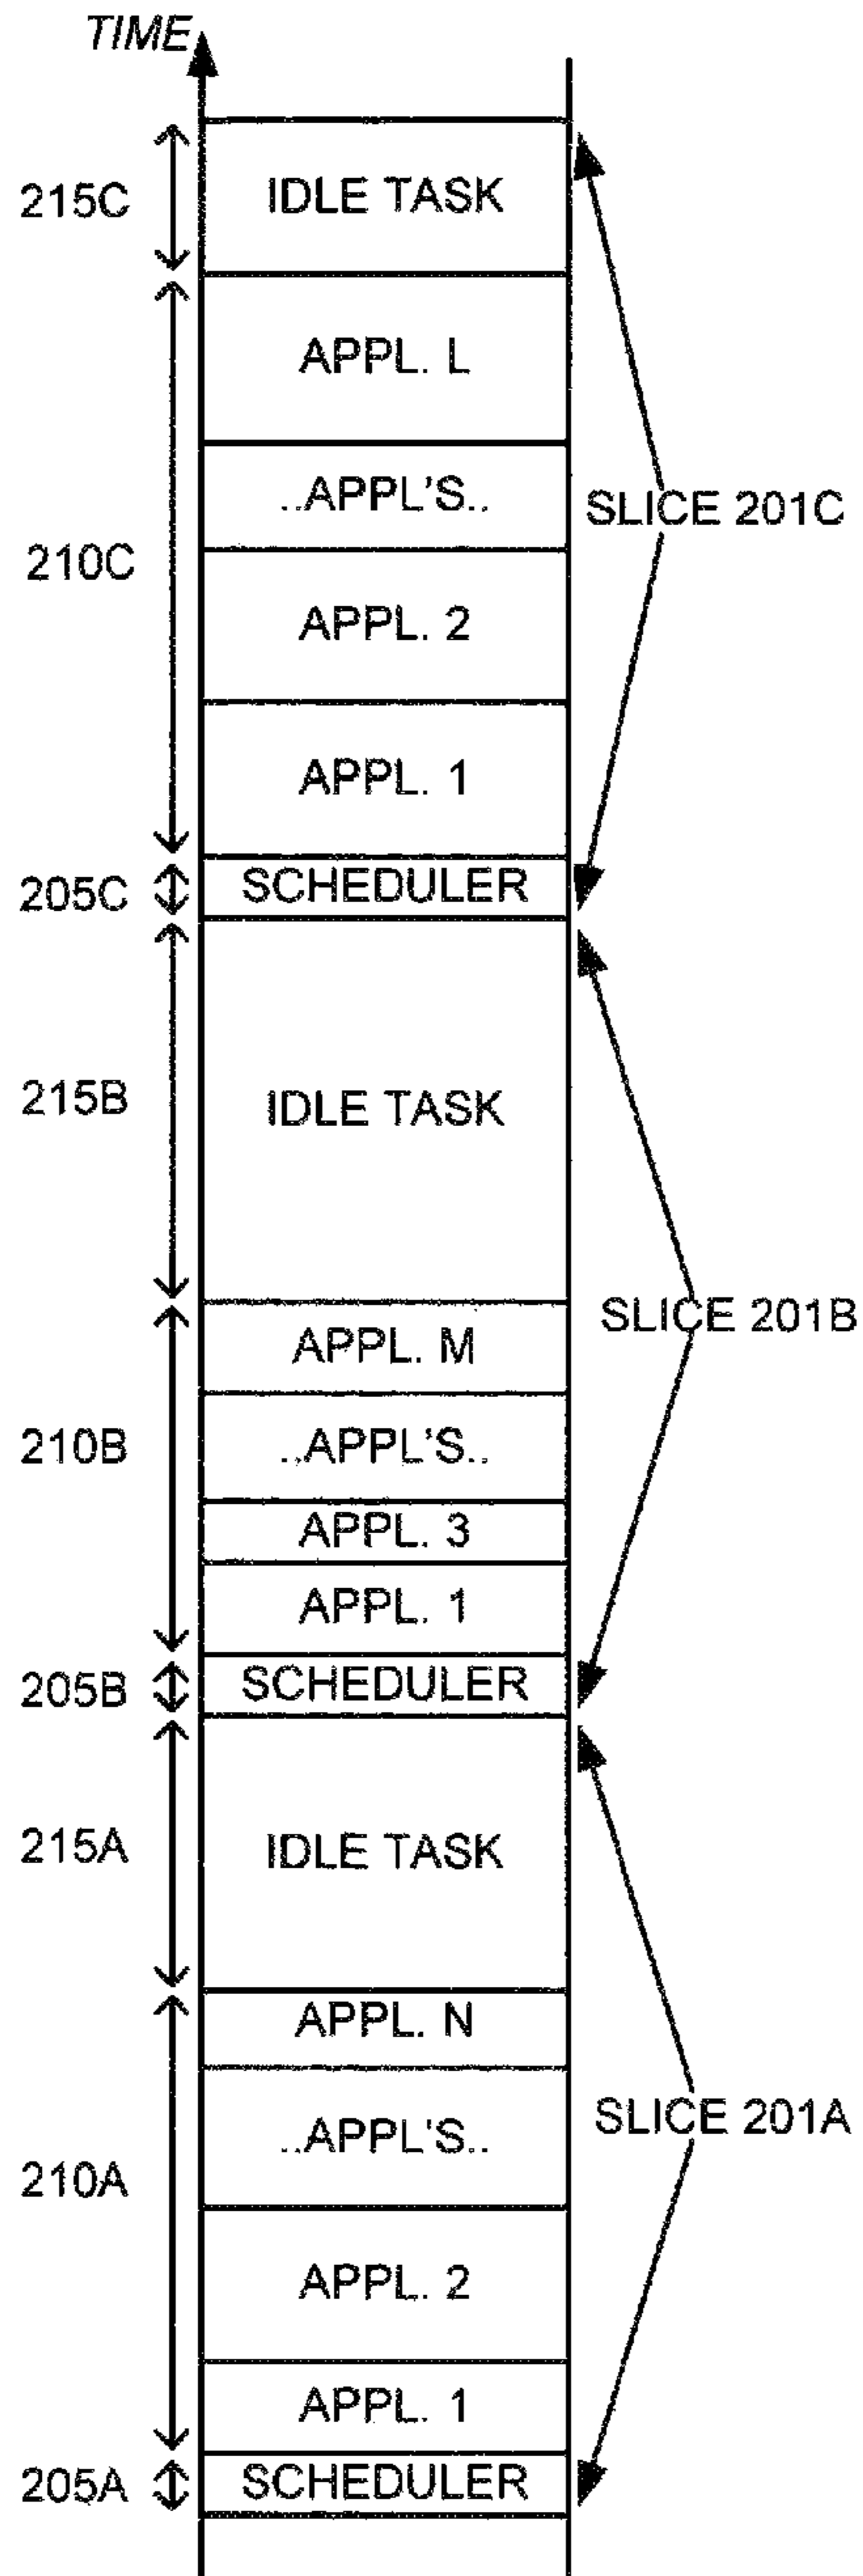 TIME
215C
IDLE TASK
APPL. L
..APPL'S..
SLICE 201C
210C
APPL. 2
APPL. 1
205C
SCHEDULER
215B
IDLE TASK
SLICE 201B
APPL. M
210B
..APPL'S..
APPL. 3
APPL. 1
205B
SCHEDULER
215A
IDLE TASK
APPL. N
..APPL'S..
SLICE 201A
210A
APPL. 2
APPL. 1
205A
SCHEDULER